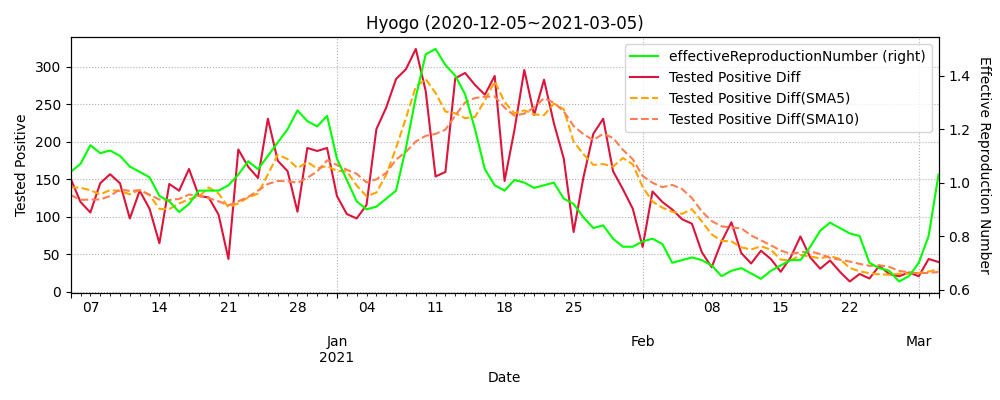 Hyogo (2020-12-05~2021-03-05)
effectiveReproductionNumber (right)
Tested Positive Diff
Tested Positive Diff(SMA5)
Tested Positive Diff(SMA10)
Tested Positive
300
250
200
150
100
50
0
1.4
1.2
1.0
0.8
0.6
Effective Reproduction Number
07 14 21 28 04 11 18 25 08 15 22
Jan Feb Mar
2021
Date